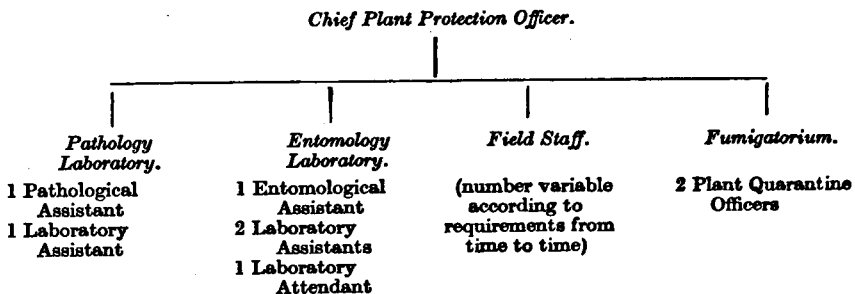 Chief Plant Protection Officer.
Pathology
Laboratory.
1 Pathological
Assistant
1 Laboratory
Assistant
Entomology
Laboratory.
1 Entomological
Assistant
2 Laboratory
Assistants
1 Laboratory
Attendant
Field Staff.
(number variable
according to
requirements from
time to time)
Fumigatorium.
2 Plant Quarantine
Officers